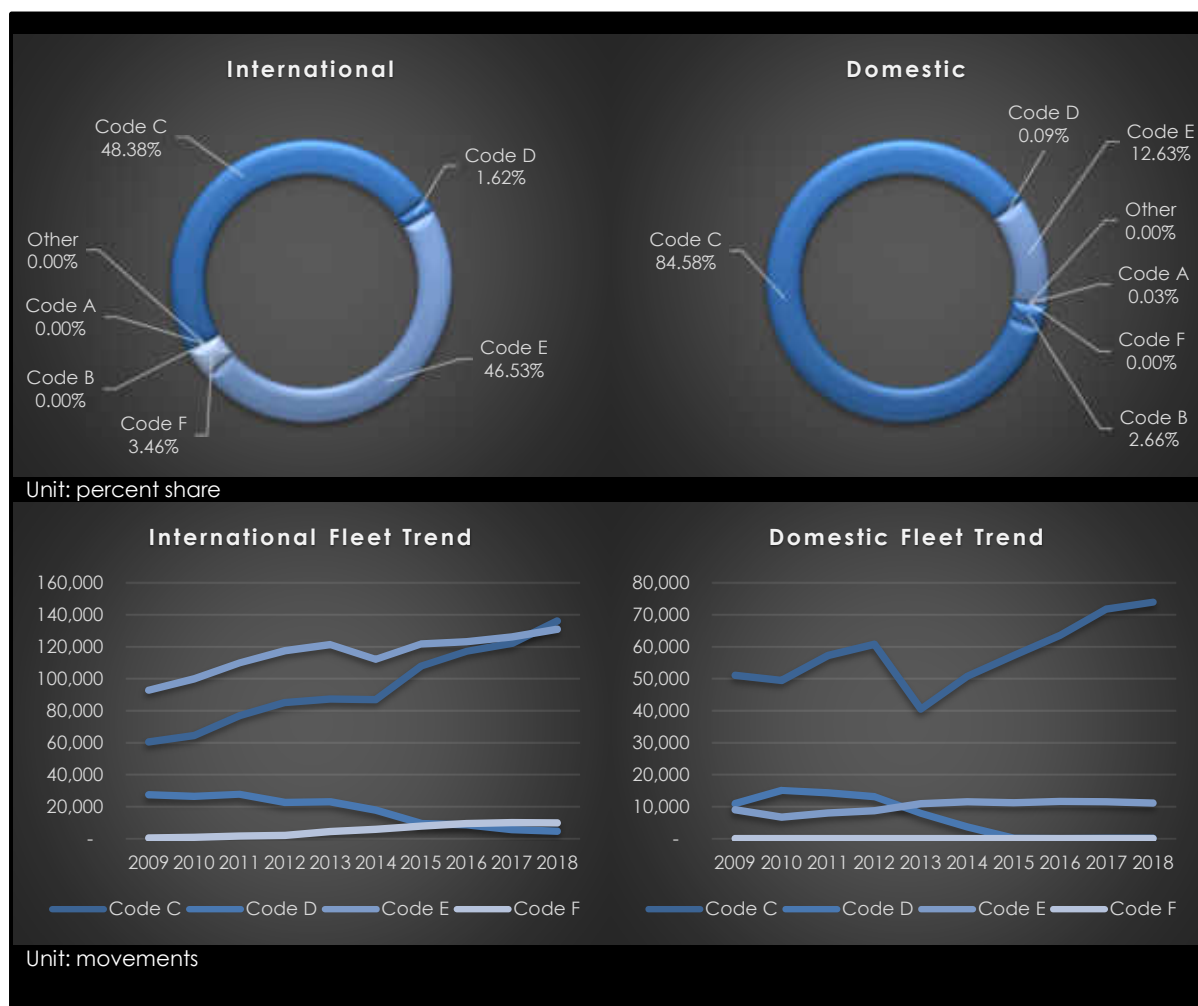 International
Code C
48.38%
Code D
1.62%
Other
0.00%
Code A
0.00%
Code B
0.00%
Code F
3.46%
Code E
46.53%
Domestic
Code D
0.09%
Code E
12.63%
Other
0.00%
Code A
0.03%
Code F
0.00%
Code B
2.66%
Code C
84.58%
Unit: percent share
International Fleet Trend
160,000
140,000
120,000
100,000
80,000
60,000
40,000
20,000
-
2009 2010 2011 2012 2013 2014 2015 2016 2017 2018
Code C Code D Code E Code F
Domestic Fleet Trend
80,000
70,000
60,000
50,000
40,000
30,000
20,000
10,000
-
2009 2010 2011 2012 2013 2014 2015 2016 2017 2018
Code C Code D Code E Code F
Unit: movements